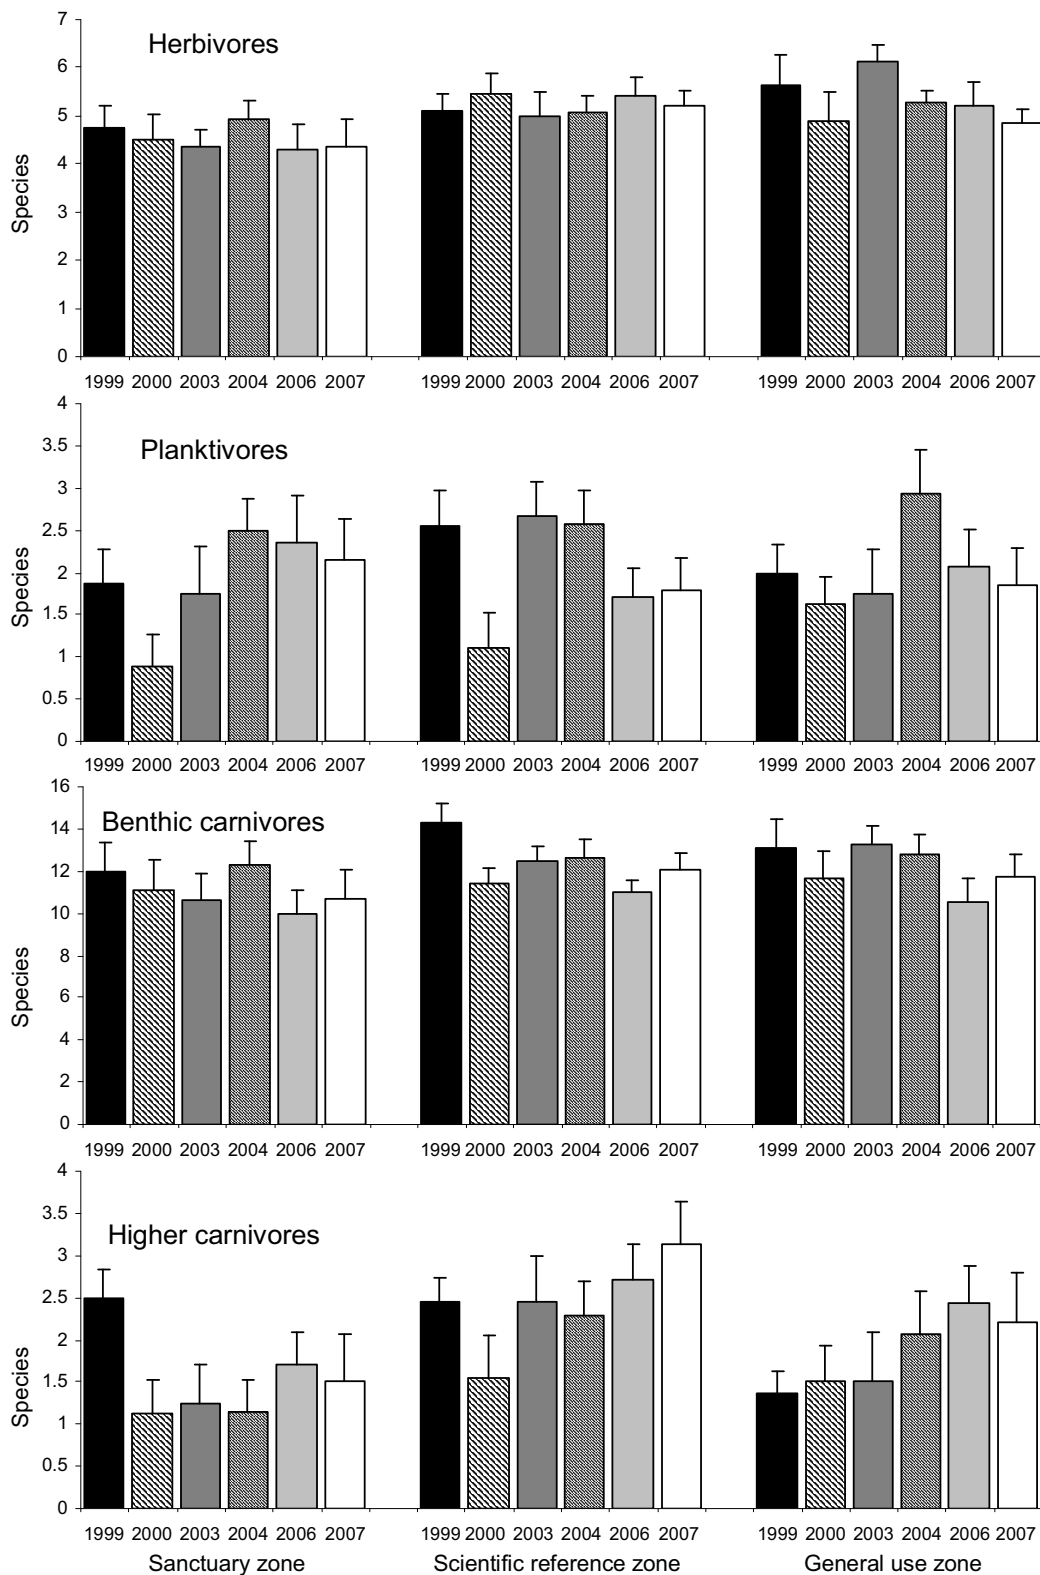 Herbivores
Species
7
6
5
4
3
2
1
0
1999 2000 2003 2004 2006 2007 1999 2000 2003 2004 2006 2007 1999 2000 2003 2004 2006 2007
Planktivores
Species
4
3.5
3
2.5
2
1.5
1
0.5
0
1999 2000 2003 2004 2006 2007 1999 2000 2003 2004 2006 2007 1999 2000 2003 2004 2006 2007
Benthic carnivores
Species
16
14
12
10
8
6
4
2
0
1999 2000 2003 2004 2006 2007 1999 2000 2003 2004 2006 2007 1999 2000 2003 2004 2006 2007
Higher carnivores
Species
4
3.5
3
2.5
2
1.5
1
0.5
0
1999 2000 2003 2004 2006 2007 1999 2000 2003 2004 2006 2007 1999 2000 2003 2004 2006 2007
Sanctuary zone Scientific reference zone General use zone